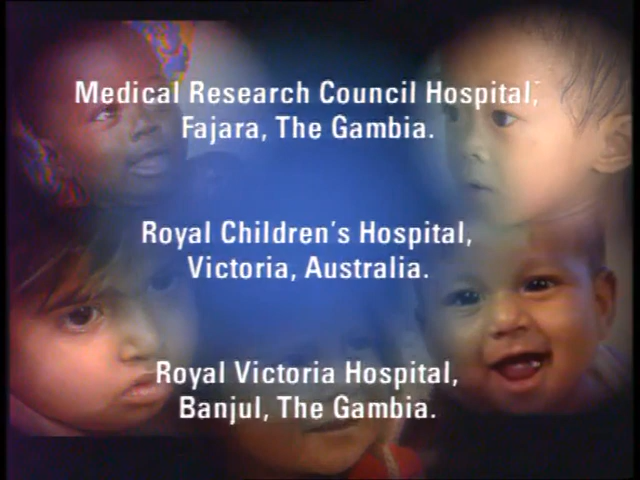 Medical Research Council Hospital,
Fajara, The Gambia.
Royal Children's Hospital,
Victoria, Australia.
Royal Victoria Hospital,
Banjul, The Gambia.